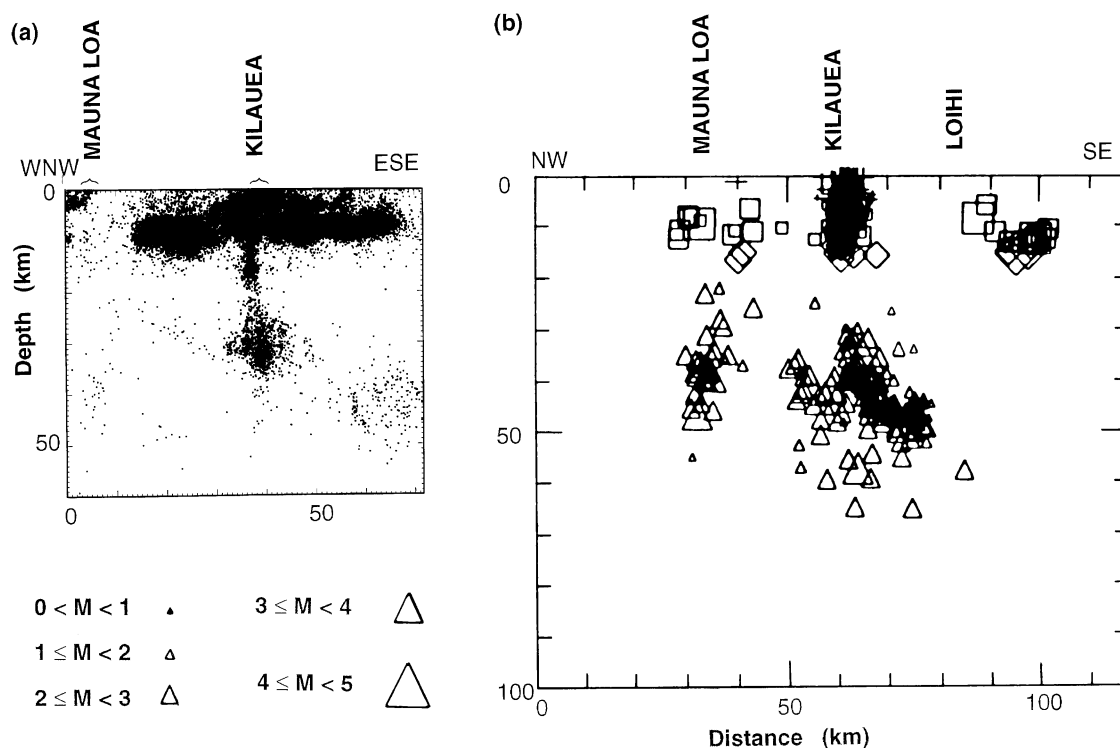 (a)
MAUNA LOA
KILAUEA
WNW
ESE
0
50
Depth (km)
0
50
0 < M < 1
1 ≤ M < 2
2 ≤ M < 3
3 ≤ M < 4
4 ≤ M < 5
(b)
MAUNA LOA
KILAUEA
LOIHI
NW
SE
0
50
100
0
50
100
Distance (km)